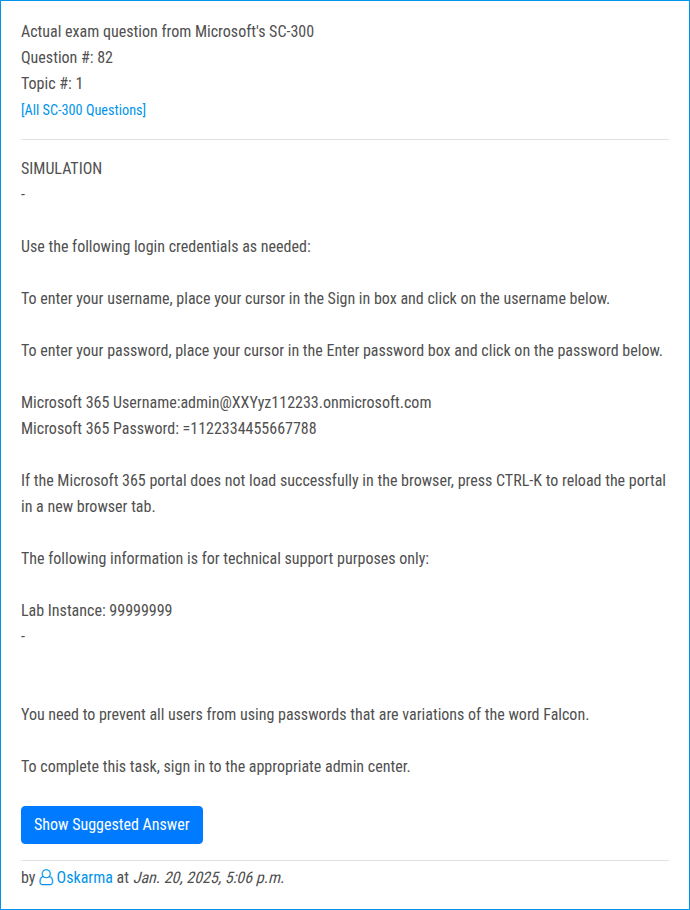 Actual exam question from Microsoft's SC-300
Question #: 82
Topic #: 1
[All SC-300 Questions]
SIMULATION
-
Use the following login credentials as needed:
To enter your username, place your cursor in the Sign in box and click on the username below.
To enter your password, place your cursor in the Enter password box and click on the password below.
Microsoft 365 Username:admin@XXYyz112233.onmicrosoft.com
Microsoft 365 Password: =1122334455667788
If the Microsoft 365 portal does not load successfully in the browser, press CTRL-K to reload the portal
in a new browser tab.
The following information is for technical support purposes only:
Lab Instance: 99999999
-
You need to prevent all users from using passwords that are variations of the word Falcon.
To complete this task, sign in to the appropriate admin center.
Show Suggested Answer
by Oskarma at Jan. 20, 2025, 5:06 p.m.